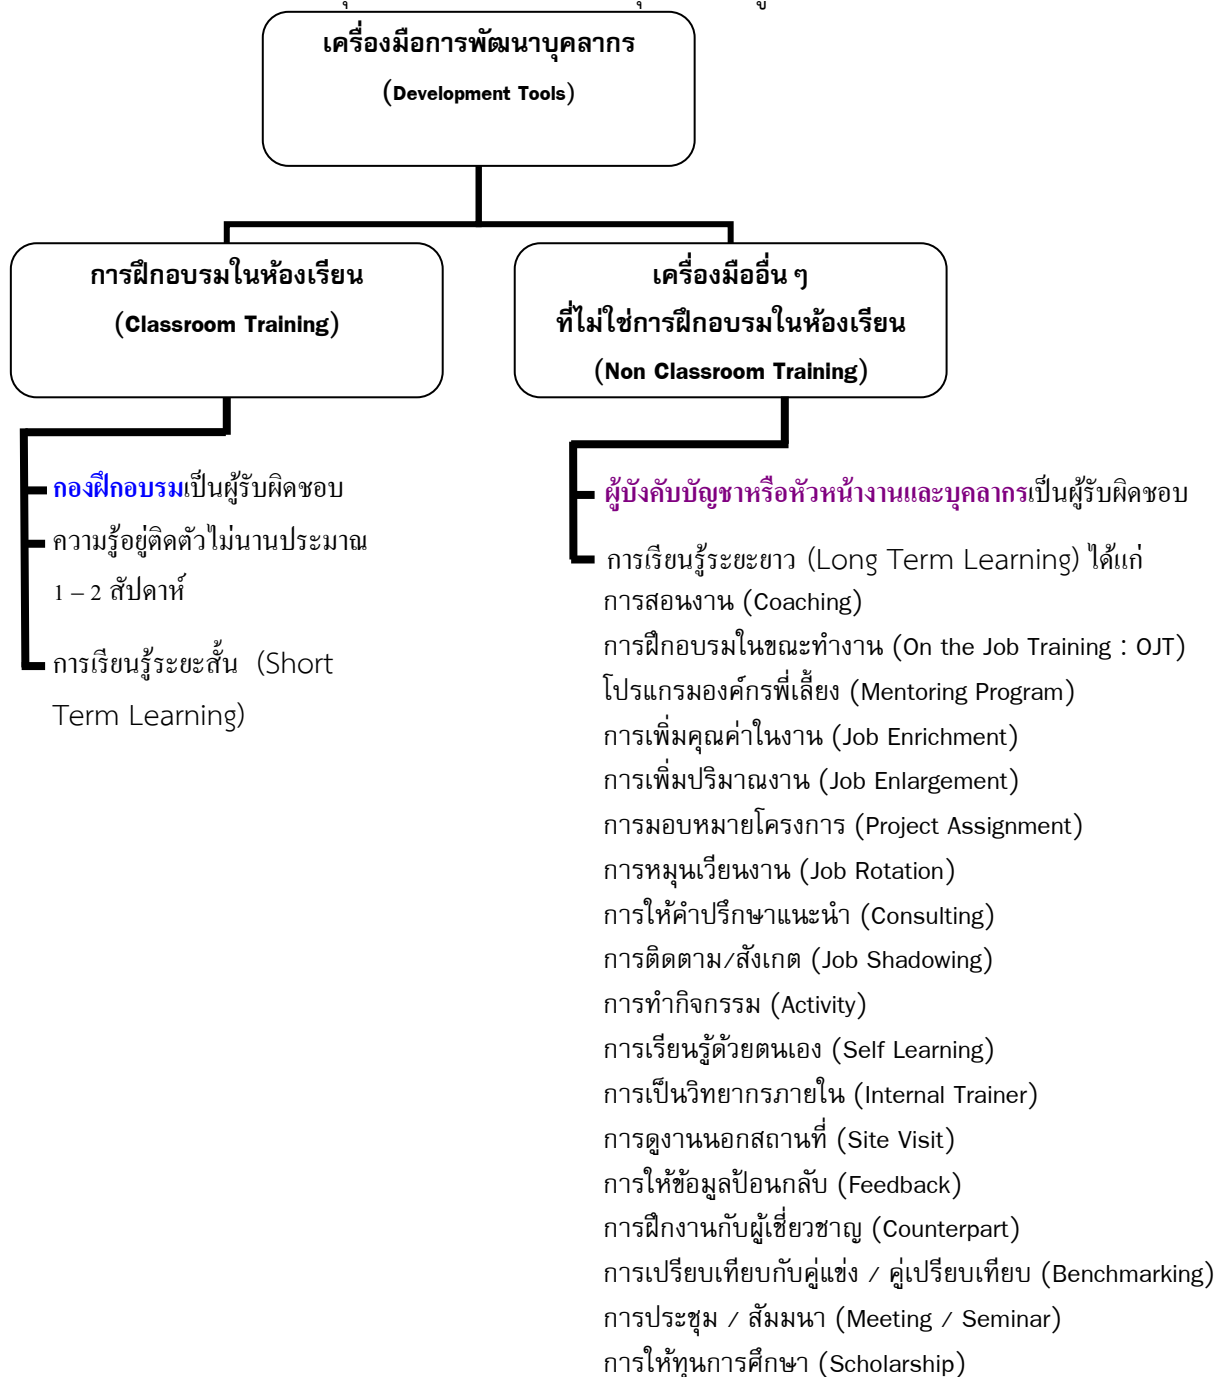 เครื่องมือการพัฒนาบุคลากร
(Development Tools)
การฝึกอบรมในห้องเรียน
(Classroom Training)
เครื่องมืออื่น ๆ
ที่ไม่ใช่การฝึกอบรมในห้องเรียน
(Non Classroom Training)
กองฝึกอบรมเป็นผู้รับผิดชอบ
ความรู้อยู่ติดตัวไม่นานประมาณ
1 – 2 สัปดาห์
การเรียนรู้ระยะสั้น (Short
Term Learning)
ผู้บังคับบัญชาหรือหัวหน้างานและบุคลากรเป็นผู้รับผิดชอบ
การเรียนรู้ระยะยาว (Long Term Learning) ได้แก่
การสอนงาน (Coaching)
การฝึกอบรมในขณะทำงาน (On the Job Training : OJT)
โปรแกรมองค์กรพี่เลี้ยง (Mentoring Program)
การเพิ่มคุณค่าในงาน (Job Enrichment)
การเพิ่มปริมาณงาน (Job Enlargement)
การมอบหมายโครงการ (Project Assignment)
การหมุนเวียนงาน (Job Rotation)
การให้คำปรึกษาแนะนำ (Consulting)
การติดตาม/สังเกต (Job Shadowing)
การทำกิจกรรม (Activity)
การเรียนรู้ด้วยตนเอง (Self Learning)
การเป็นวิทยากรภายใน (Internal Trainer)
การดูงานนอกสถานที่ (Site Visit)
การให้ข้อมูลป้อนกลับ (Feedback)
การฝึกงานกับผู้เชี่ยวชาญ (Counterpart)
การเปรียบเทียบกับคู่แข่ง / คู่เปรียบเทียบ (Benchmarking)
การประชุม / สัมมนา (Meeting / Seminar)
การให้ทุนการศึกษา (Scholarship)